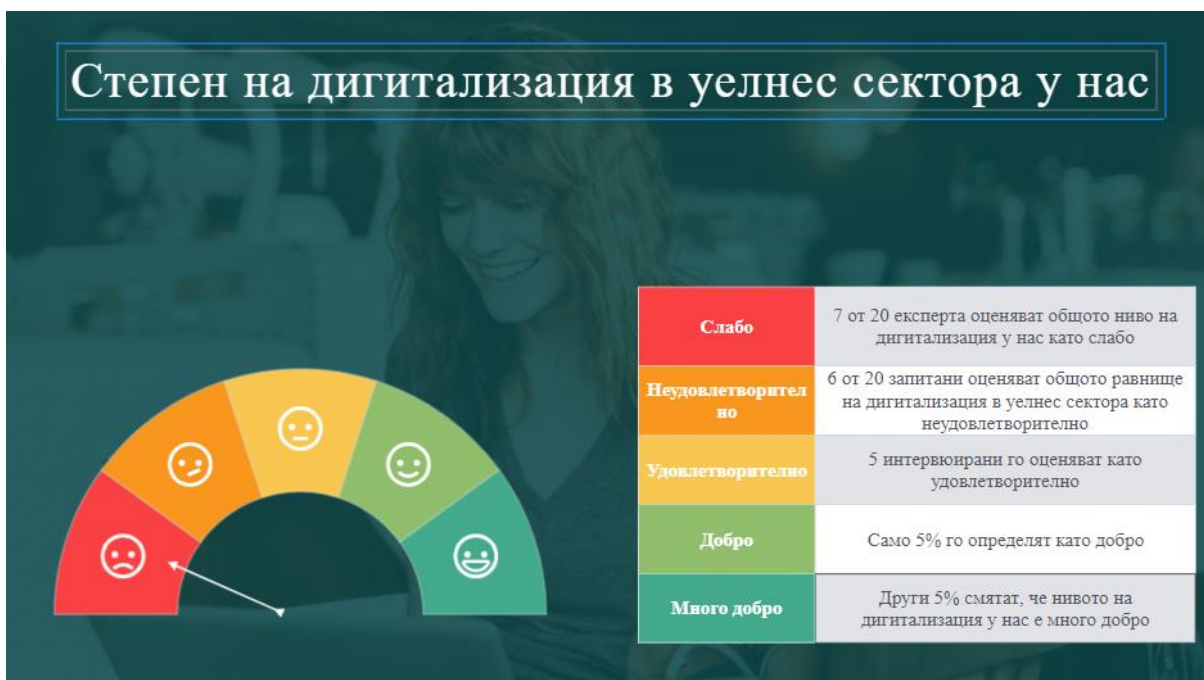 Степен на дигитализация в уелнес сектора у нас
Слабо
7 от 20 експерта оценяват общото ниво на
дигитализация у нас като слабо
Неудовлетворител
но
6 от 20 запитани оценяват общото равнище
на дигитализация в уелнес сектора като
неудовлетворително
Удовлетворително
5 интервюирани го оценяват като
удовлетворително
Добро
Само 5% го определят като добро
Много добро
Други 5% смятат, че нивото на
дигитализация у нас е много добро